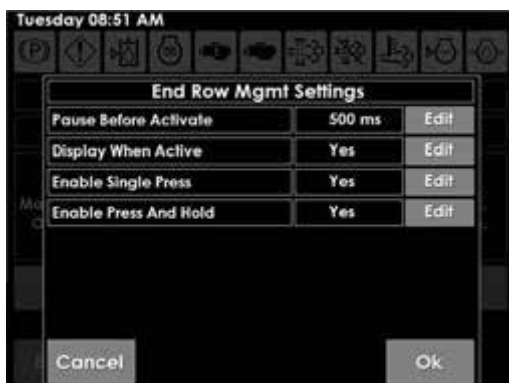 Tuesday 08:51 AM
End Row Mgmt Settings
Pause Before Activate 500 ms Edit
Display When Active Yes Edit
Enable Single Press Yes Edit
Enable Press And Hold Yes Edit
Cancel Ok